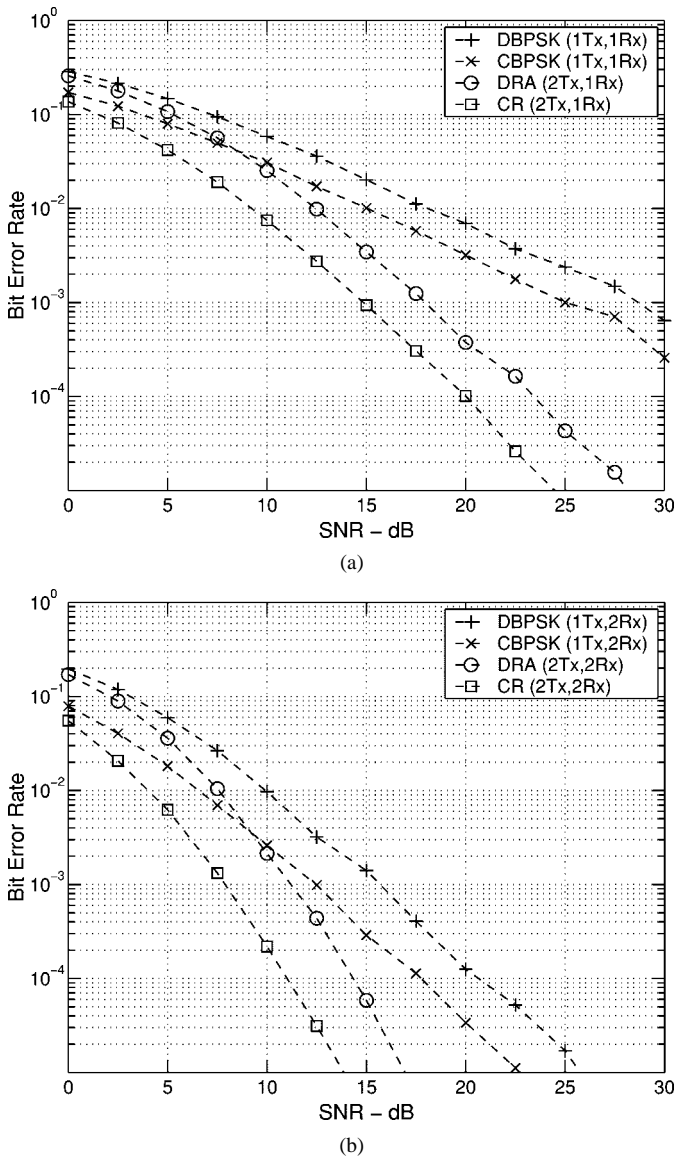 10^0
10^-1
10^-2
10^-3
10^-4
Bit Error Rate
DBPSK (1Tx,1Rx)
CBPSK (1Tx,1Rx)
DRA (2Tx,1Rx)
CR (2Tx,1Rx)
0 5 10 15 20 25 30
SNR – dB
(a)
10^0
10^-1
10^-2
10^-3
10^-4
Bit Error Rate
DBPSK (1Tx,2Rx)
CBPSK (1Tx,2Rx)
DRA (2Tx,2Rx)
CR (2Tx,2Rx)
0 5 10 15 20 25 30
SNR – dB
(b)